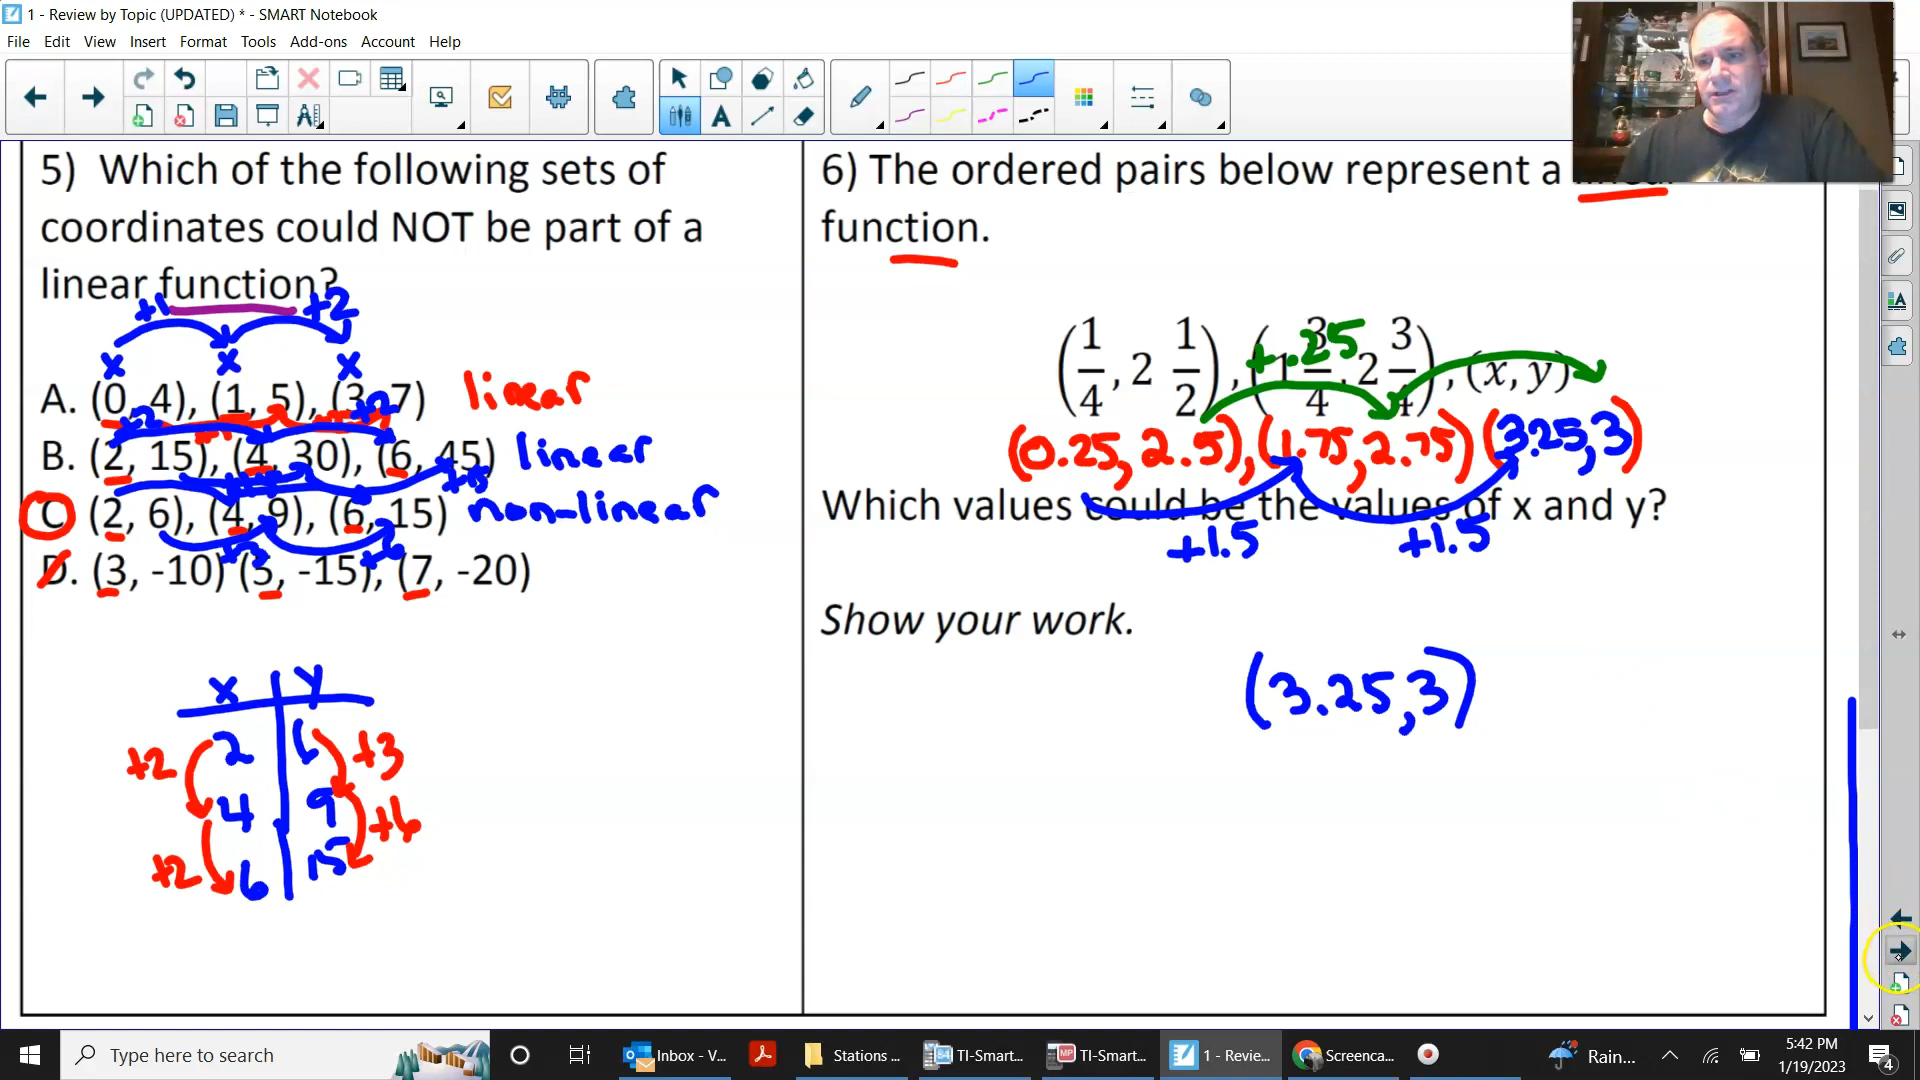 1 - Review by Topic (UPDATED) * - SMART Notebook
File Edit View Insert Format Tools Add-ons Account Help
5) Which of the following sets of
coordinates could NOT be part of a
linear function?
+1 +2
x x x
A. (0, 4), (1, 5), (3, 7) linear
+2 +2
B. (2, 15), (4, 30), (6, 45) linear
C (2, 6), (4, 9), (6, 15) non-linear
+3 +6
D. (3, -10) (5, -15), (7, -20)
x y
2 6
+2 +3
4 9
+2 +6
6 15
6) The ordered pairs below represent a
function.
+.25
(1/4, 2 1/2), (1 3/4, 2 3/4), (x, y)
(0.25, 2.5), (1.75, 2.75) (3.25, 3)
Which values could be the values of x and y?
+1.5 +1.5
Show your work.
(3.25, 3)
Type here to search
Inbox - V...
Stations ...
TI-Smart...
TI-Smart...
1 - Revie...
Screenca...
Rain...
5:42 PM
1/19/2023
4